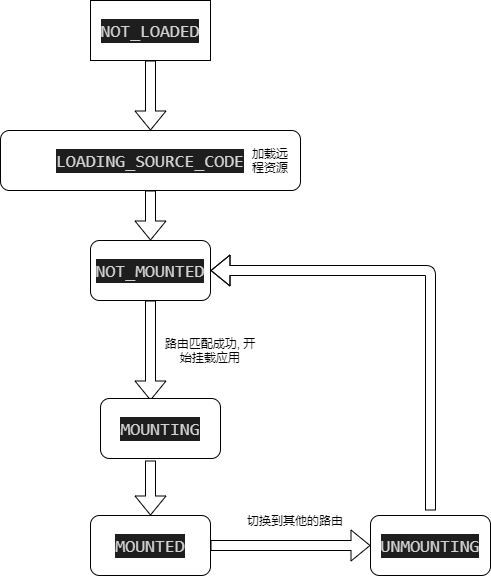 NOT_LOADED
LOADING_SOURCE_CODE
加载远
程资源
NOT_MOUNTED
路由匹配成功, 开
始挂载应用
MOUNTING
切换到其他的路由
MOUNTED
UNMOUNTING